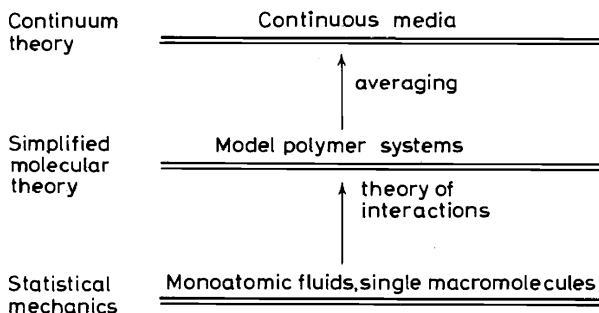 Continuum theory
Continuous media
averaging
Simplified molecular theory
Model polymer systems
theory of interactions
Statistical mechanics
Monoatomic fluids, single macromolecules